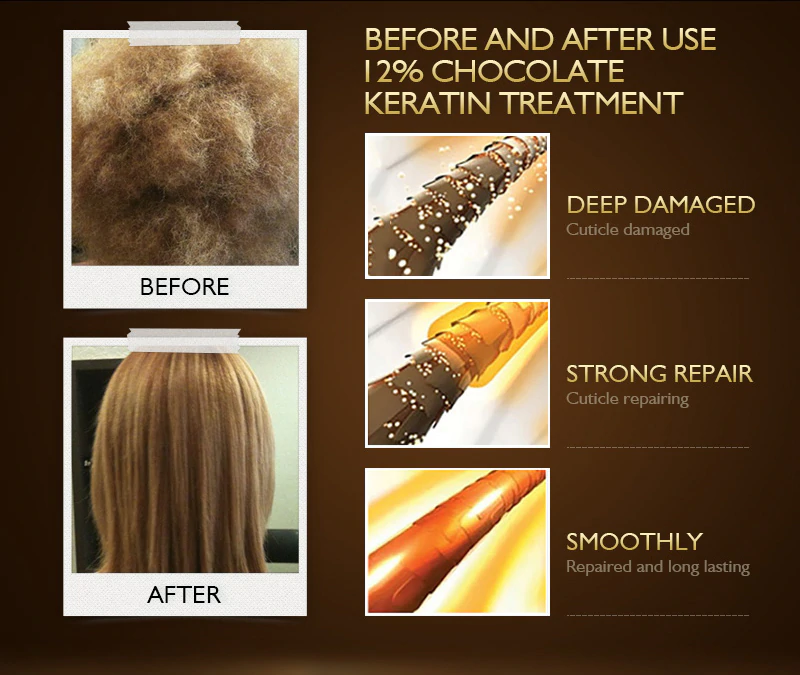 BEFORE AND AFTER USE
12% CHOCOLATE
KERATIN TREATMENT
BEFORE
AFTER
DEEP DAMAGED
Cuticle damaged
STRONG REPAIR
Cuticle repairing
SMOOTHLY
Repaired and long lasting